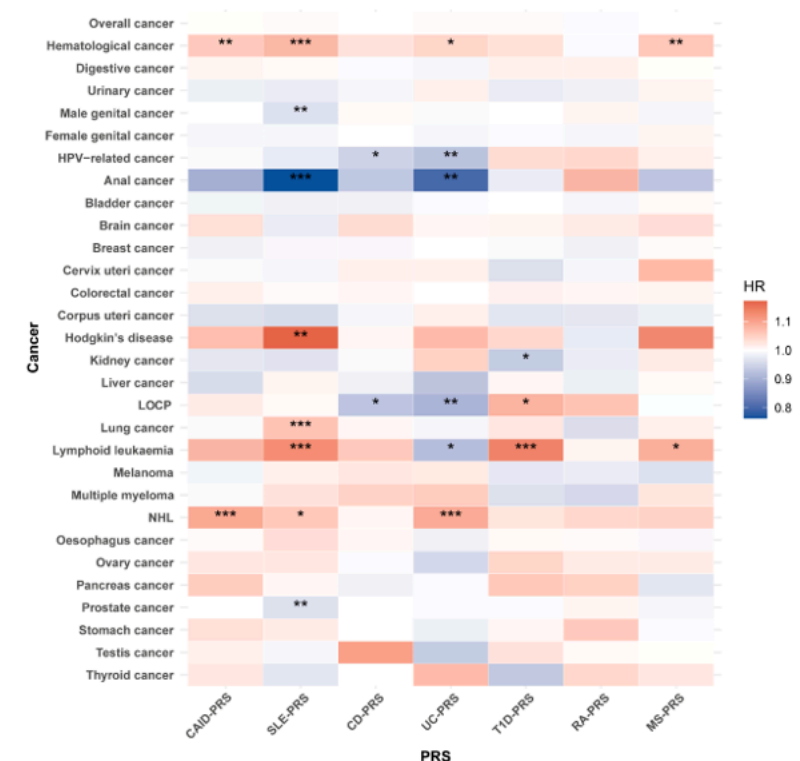 Overall cancer
Hematological cancer ** *** * **
Digestive cancer
Urinary cancer
Male genital cancer **
Female genital cancer
HPV−related cancer * **
Anal cancer *** **
Bladder cancer
Brain cancer
Breast cancer
Cervix uteri cancer
Colorectal cancer
Corpus uteri cancer
Hodgkin's disease **
Kidney cancer *
Liver cancer
LOCP * ** *
Lung cancer ***
Lymphoid leukaemia *** * *** *
Melanoma
Multiple myeloma
NHL *** * ***
Oesophagus cancer
Ovary cancer
Pancreas cancer
Prostate cancer **
Stomach cancer
Testis cancer
Thyroid cancer
Cancer
CAID-PRS SLE-PRS CD-PRS UC-PRS T1D-PRS RA-PRS MS-PRS
PRS
HR
1.1
1.0
0.9
0.8